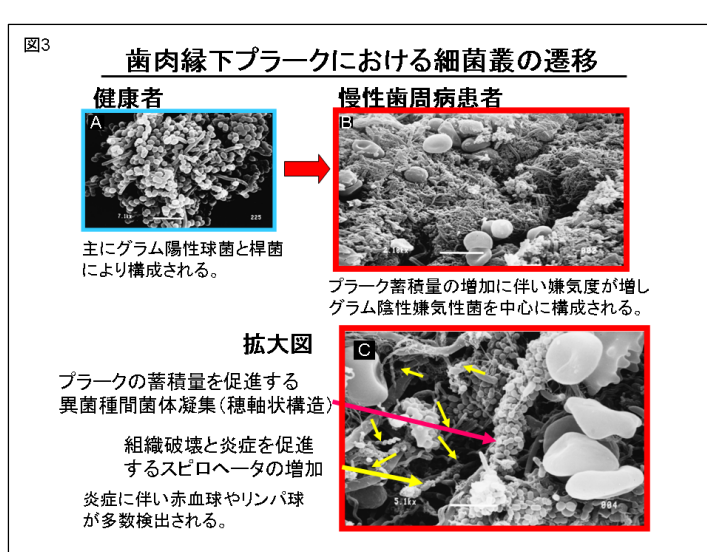 図3
歯肉縁下プラークにおける細菌叢の遷移
健康者
慢性歯周病患者
A
B
7.1kx
225
主にグラム陽性球菌と桿菌
により構成される。
プラーク蓄積量の増加に伴い嫌気度が増し
グラム陰性嫌気性菌を中心に構成される。
拡大図
C
プラークの蓄積量を促進する
異菌種間菌体凝集(穂軸状構造)
組織破壊と炎症を促進
するスピロヘータの増加
炎症に伴い赤血球やリンパ球
が多数検出される。
5.1kx
004